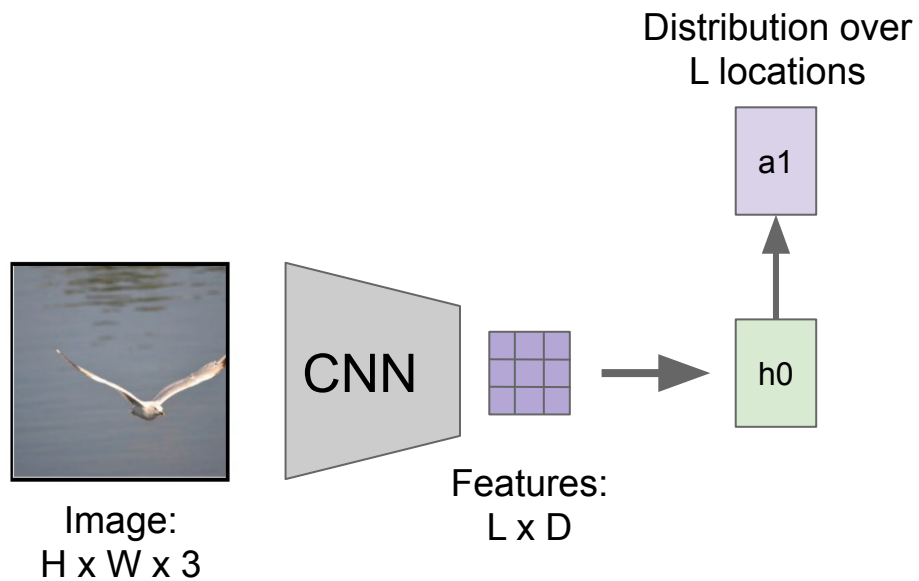 Distribution over
L locations
a1
CNN
h0
Features:
L x D
Image:
H x W x 3